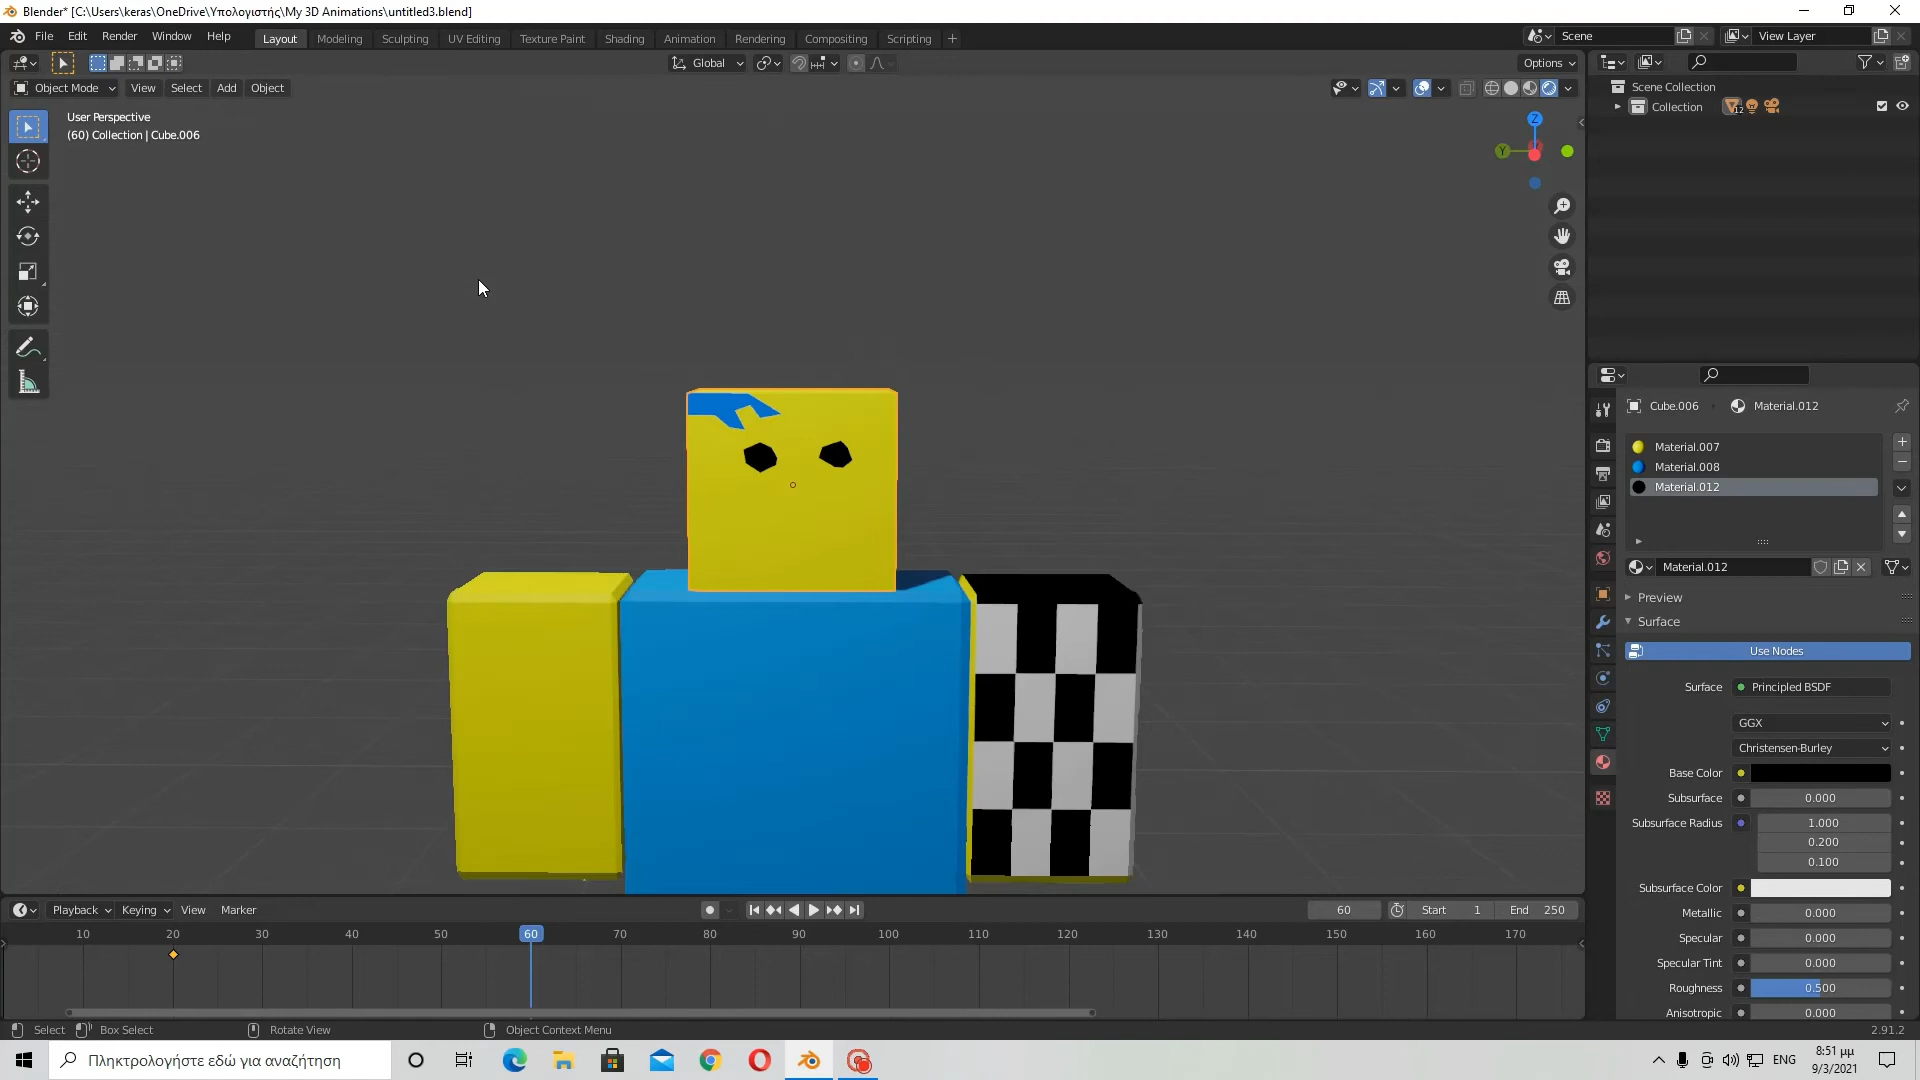 Blender* [C:\Users\keras\OneDrive\Υπολογιστής\My 3D Animations\untitled3.blend]
File Edit Render Window Help Layout Modeling Sculpting UV Editing Texture Paint Shading Animation Rendering Compositing Scripting + Scene View Layer
Global Options
Object Mode View Select Add Object
User Perspective
(60) Collection | Cube.006
Z
Y
Scene Collection
Collection 12
Cube.006 Material.012
Material.007
Material.008
Material.012
Material.012
Preview
Surface
Use Nodes
Surface Principled BSDF
GGX
Christensen-Burley
Base Color
Subsurface 0.000
Subsurface Radius 1.000
0.200
0.100
Subsurface Color
Metallic 0.000
Specular 0.000
Specular Tint 0.000
Roughness 0.500
Anisotropic 0.000
Playback Keying View Marker 60 Start 1 End 250
10 20 30 40 50 60 70 80 90 100 110 120 130 140 150 160 170
Select Box Select Rotate View Object Context Menu 2.91.2
Πληκτρολογήστε εδώ για αναζήτηση ENG 8:51 μμ
9/3/2021